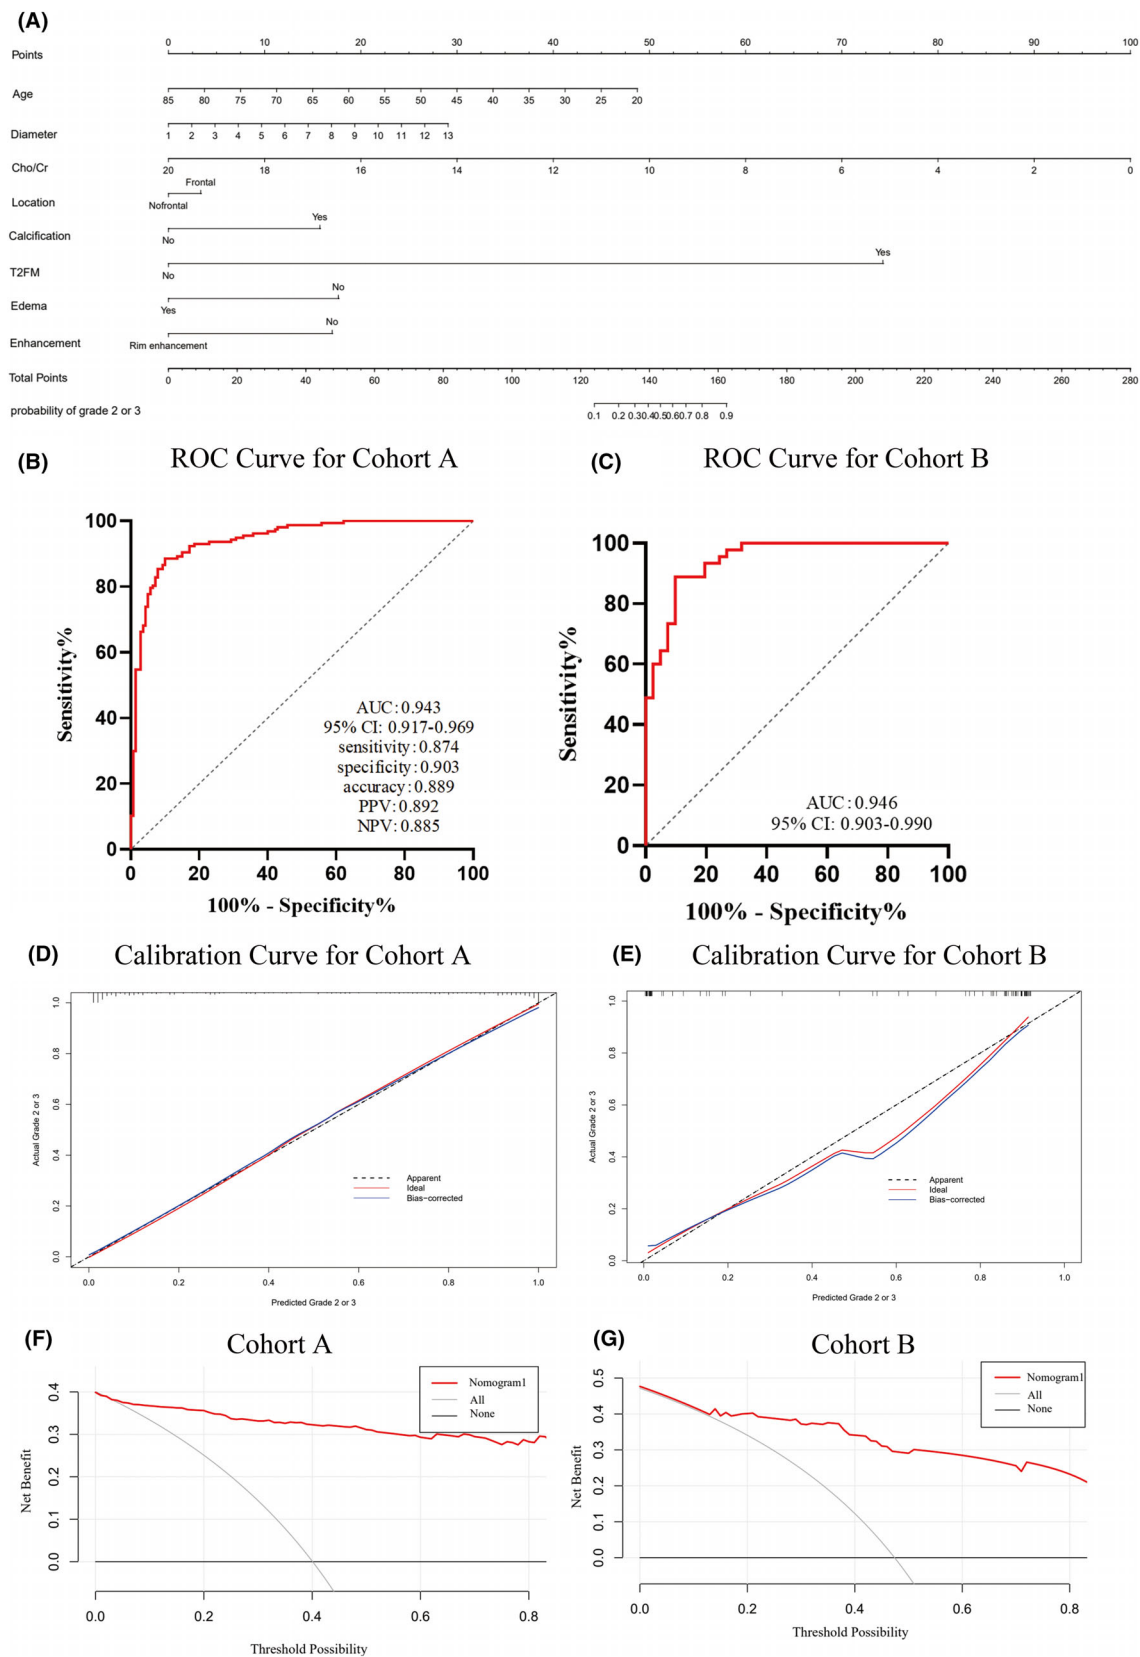 (A)
Points
0 10 20 30 40 50 60 70 80 90 100
Age
85 80 75 70 65 60 55 50 45 40 35 30 25 20
Diameter
1 2 3 4 5 6 7 8 9 10 11 12 13
Cho/Cr
20 18 16 14 12 10 8 6 4 2 0
Location
Frontal
Nofrontal
Calcification
Yes
No
T2FM
Yes
No
Edema
No
Yes
Enhancement
No
Rim enhancement
Total Points
0 20 40 60 80 100 120 140 160 180 200 220 240 260 280
probability of grade 2 or 3
0.1 0.2 0.3 0.4 0.5 0.6 0.7 0.8 0.9
(B) ROC Curve for Cohort A
Sensitivity%
100
80
60
40
20
0
AUC:0.943
95% CI: 0.917-0.969
sensitivity:0.874
specificity:0.903
accuracy:0.889
PPV:0.892
NPV:0.885
0 20 40 60 80 100
100% - Specificity%
(C) ROC Curve for Cohort B
Sensitivity%
100
80
60
40
20
0
AUC:0.946
95% CI: 0.903-0.990
0 20 40 60 80 100
100% - Specificity%
(D) Calibration Curve for Cohort A
Actual Grade 2 or 3
1.0
0.8
0.6
0.4
0.2
0.0
Apparent
Ideal
Bias-corrected
0.0 0.2 0.4 0.6 0.8 1.0
Predicted Grade 2 or 3
(E) Calibration Curve for Cohort B
Actual Grade 2 or 3
1.0
0.8
0.6
0.4
0.2
0.0
Apparent
Ideal
Bias-corrected
0.0 0.2 0.4 0.6 0.8 1.0
Predicted Grade 2 or 3
(F) Cohort A
Net Benefit
0.4
0.3
0.2
0.1
0.0
Nomogram1
All
None
0.0 0.2 0.4 0.6 0.8
Threshold Possibility
(G) Cohort B
Net Benefit
0.5
0.4
0.3
0.2
0.1
0.0
Nomogram1
All
None
0.0 0.2 0.4 0.6 0.8
Threshold Possibility